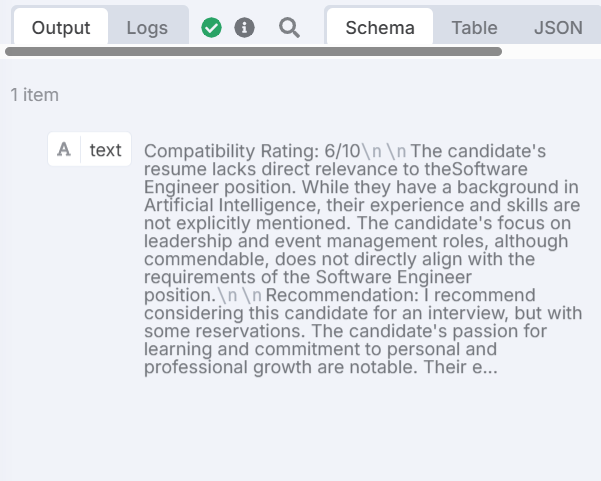 Output Logs Schema Table JSON
1 item
A text
Compatibility Rating: 6/10\n\nThe candidate's
resume lacks direct relevance to theSoftware
Engineer position. While they have a background in
Artificial Intelligence, their experience and skills are
not explicitly mentioned. The candidate's focus on
leadership and event management roles, although
commendable, does not directly align with the
requirements of the Software Engineer
position.\n\nRecommendation: I recommend
considering this candidate for an interview, but with
some reservations. The candidate's passion for
learning and commitment to personal and
professional growth are notable. Their e...